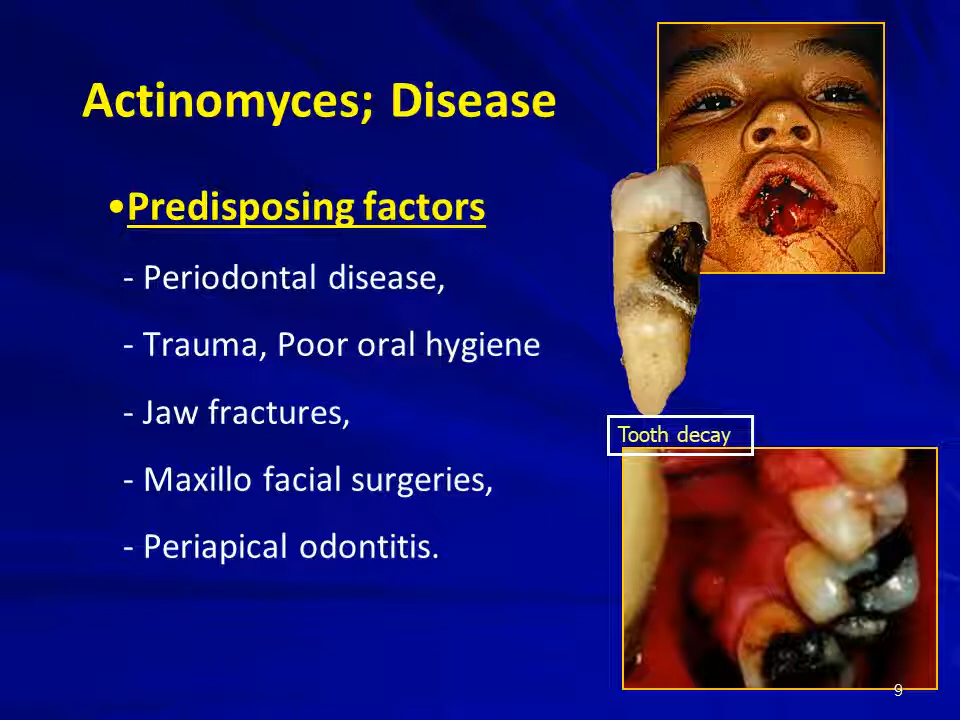 Actinomyces; Disease
•Predisposing factors
- Periodontal disease,
- Trauma, Poor oral hygiene
- Jaw fractures,
- Maxillo facial surgeries,
- Periapical odontitis.
Tooth decay
9